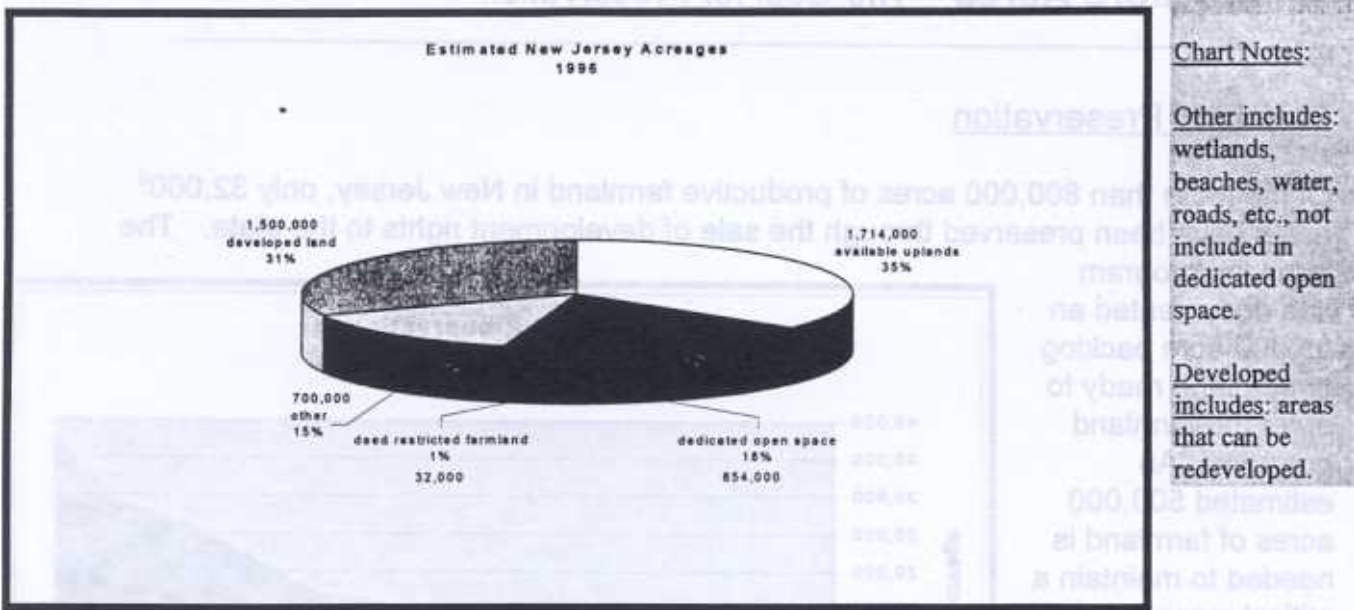 Estimated New Jersey Acreages
1996
1,500,000
developed land
31%
1,714,000
available uplands
35%
700,000
other
15%
deed restricted farmland
1%
32,000
dedicated open space
18%
854,000
Chart Notes:
Other includes:
wetlands,
beaches, water,
roads, etc., not
included in
dedicated open
space.
Developed
includes: areas
that can be
redeveloped.
Preservation
than 800,000 acres of productive farmland in New Jersey, only 32,000
been preserved through the sale of development rights to the state. The
estimated 500,000
acres of farmland is
needed to maintain a